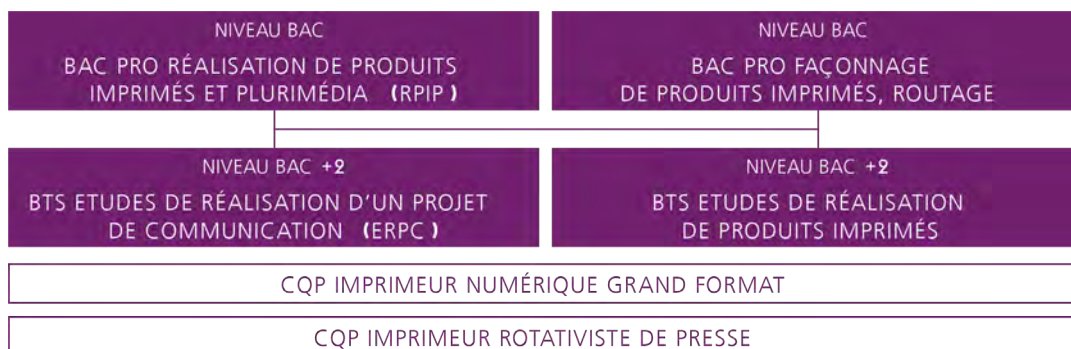 NIVEAU BAC
BAC PRO RÉALISATION DE PRODUITS
IMPRIMÉS ET PLURIMÉDIA (RPIP)
NIVEAU BAC
BAC PRO FAÇONNAGE
DE PRODUITS IMPRIMÉS, ROUTAGE
NIVEAU BAC +2
BTS ETUDES DE RÉALISATION D'UN PROJET
DE COMMUNICATION (ERPC)
NIVEAU BAC +2
BTS ETUDES DE RÉALISATION
DE PRODUITS IMPRIMÉS
CQP IMPRIMEUR NUMÉRIQUE GRAND FORMAT
CQP IMPRIMEUR ROTATIVISTE DE PRESSE